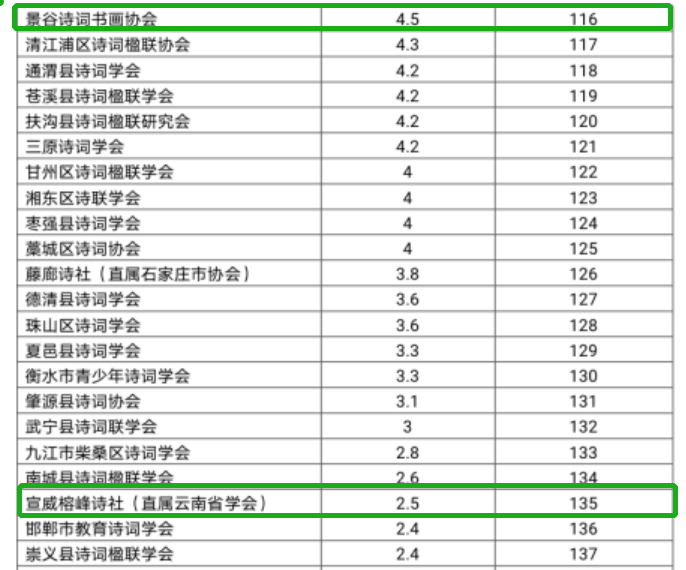 景谷诗词书画协会 4.5 116
清江浦区诗词楹联协会 4.3 117
通渭县诗词学会 4.2 118
苍溪县诗词楹联学会 4.2 119
扶沟县诗词楹联研究会 4.2 120
三原诗词学会 4.2 121
甘州区诗词楹联学会 4 122
湘东区诗联学会 4 123
枣强县诗词学会 4 124
藁城区诗词协会 4 125
藤廊诗社（直属石家庄市协会） 3.8 126
德清县诗词学会 3.6 127
珠山区诗词学会 3.6 128
夏邑县诗词学会 3.3 129
衡水市青少年诗词学会 3.3 130
肇源县诗词协会 3.1 131
武宁县诗词联学会 3 132
九江市柴桑区诗词学会 2.8 133
南城县诗词楹联学会 2.6 134
宣威榕峰诗社（直属云南省学会） 2.5 135
邯郸市教育诗词学会 2.4 136
崇义县诗词楹联学会 2.4 137